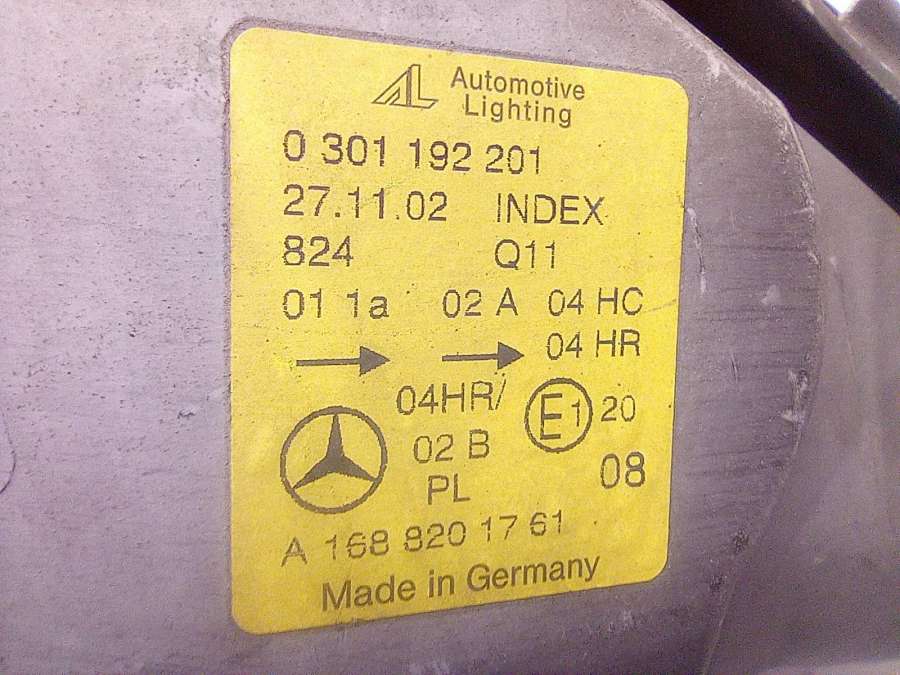 AL Automotive
Lighting
0 301 192 201
27.11.02 INDEX
824 Q11
01 1a 02 A 04 HC
04 HR
04HR/
E1 20
02 B
08
PL
A 168 820 17 61
Made in Germany